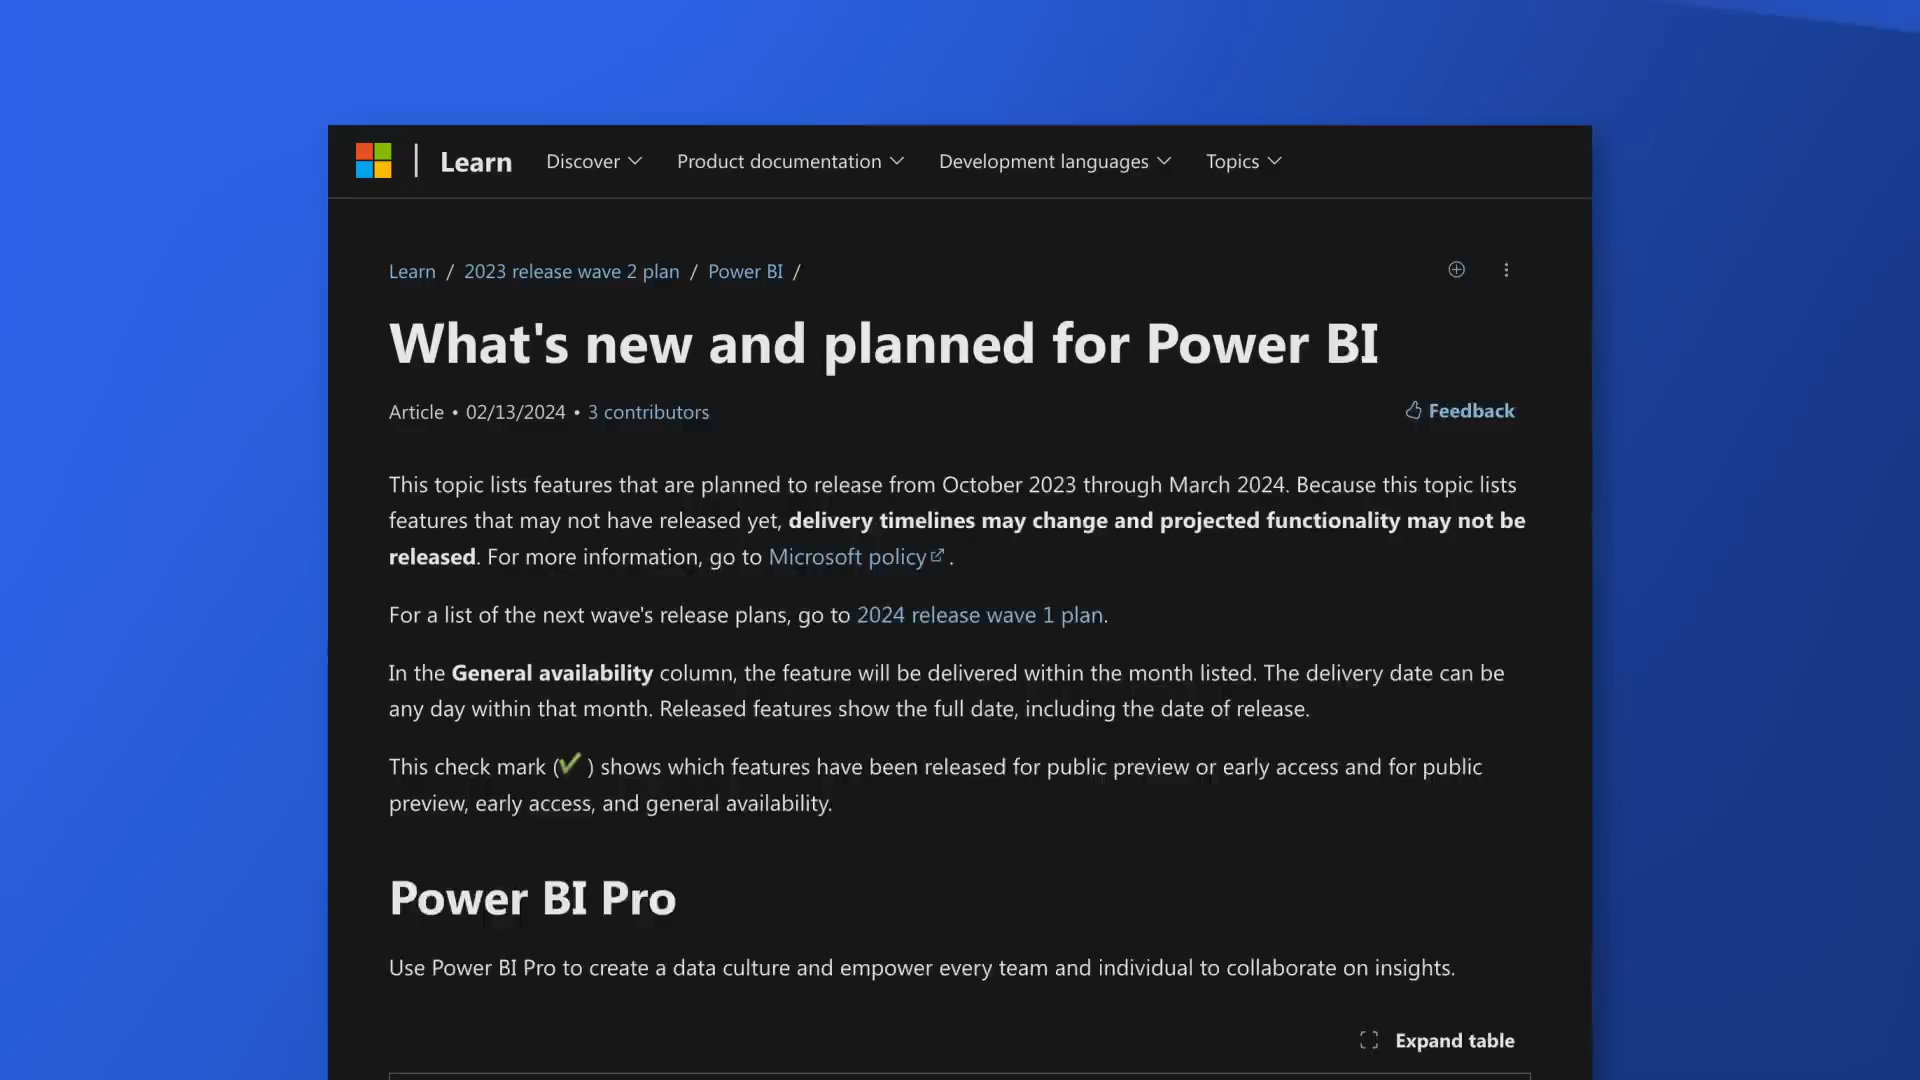 Learn Discover Product documentation Development languages Topics
Learn / 2023 release wave 2 plan / Power BI /
What's new and planned for Power BI
Article • 02/13/2024 • 3 contributors Feedback
This topic lists features that are planned to release from October 2023 through March 2024. Because this topic lists
features that may not have released yet, delivery timelines may change and projected functionality may not be
released. For more information, go to Microsoft policy .
For a list of the next wave's release plans, go to 2024 release wave 1 plan.
In the General availability column, the feature will be delivered within the month listed. The delivery date can be
any day within that month. Released features show the full date, including the date of release.
This check mark (✔ ) shows which features have been released for public preview or early access and for public
preview, early access, and general availability.
Power BI Pro
Use Power BI Pro to create a data culture and empower every team and individual to collaborate on insights.
Expand table